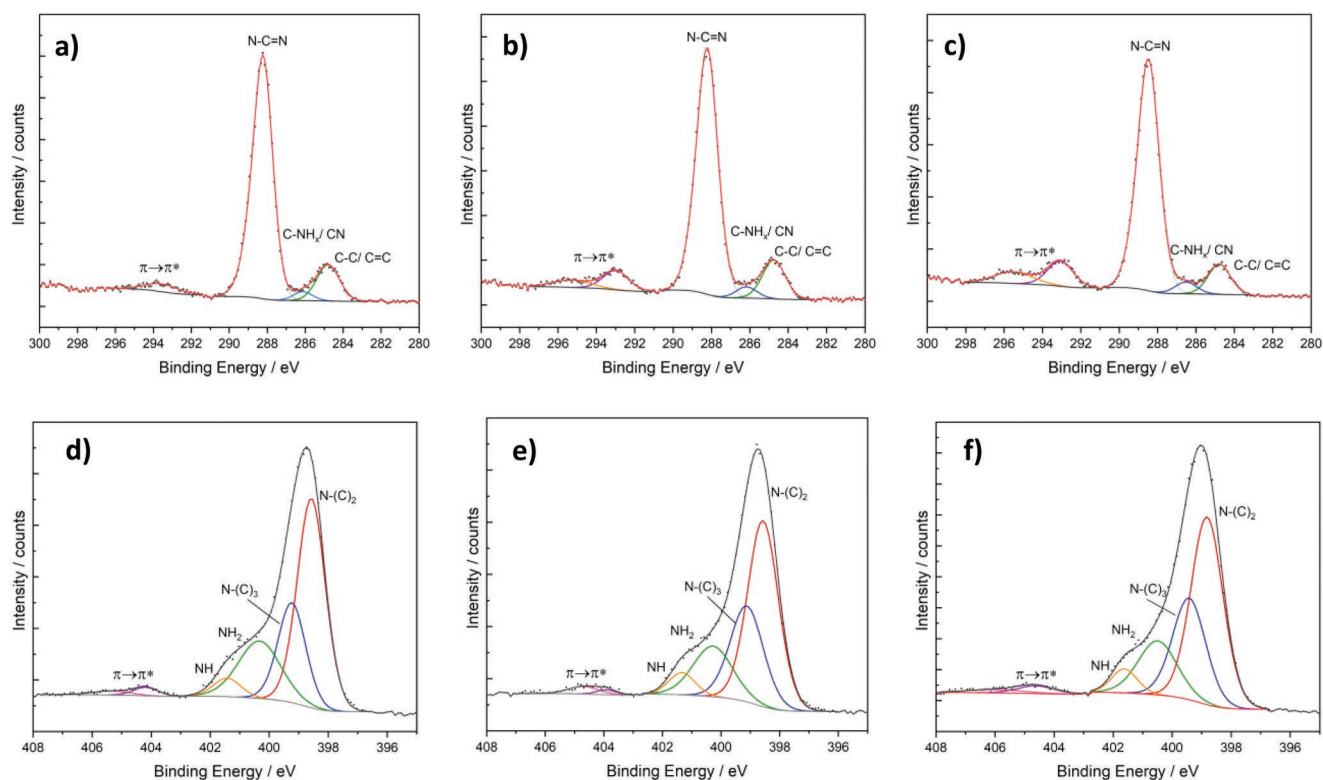 a)
N-C=N
C-NHₓ/ CN
C-C/ C=C
π→π*
Intensity / counts
300 298 296 294 292 290 288 286 284 282 280
Binding Energy / eV
b)
N-C=N
C-NHₓ/ CN
C-C/ C=C
π→π*
Intensity / counts
300 298 296 294 292 290 288 286 284 282 280
Binding Energy / eV
c)
N-C=N
π→π*
C-NHₓ/ CN
C-C/ C=C
Intensity / counts
300 298 296 294 292 290 288 286 284 282 280
Binding Energy / eV
d)
N-(C)₂
N-(C)₃
NH₂
NH
π→π*
Intensity / counts
408 406 404 402 400 398 396
Binding Energy / eV
e)
N-(C)₂
N-(C)₃
NH₂
NH
π→π*
Intensity / counts
408 406 404 402 400 398 396
Binding Energy / eV
f)
N-(C)₂
N-(C)₃
NH₂
NH
π→π*
Intensity / counts
408 406 404 402 400 398 396
Binding Energy / eV